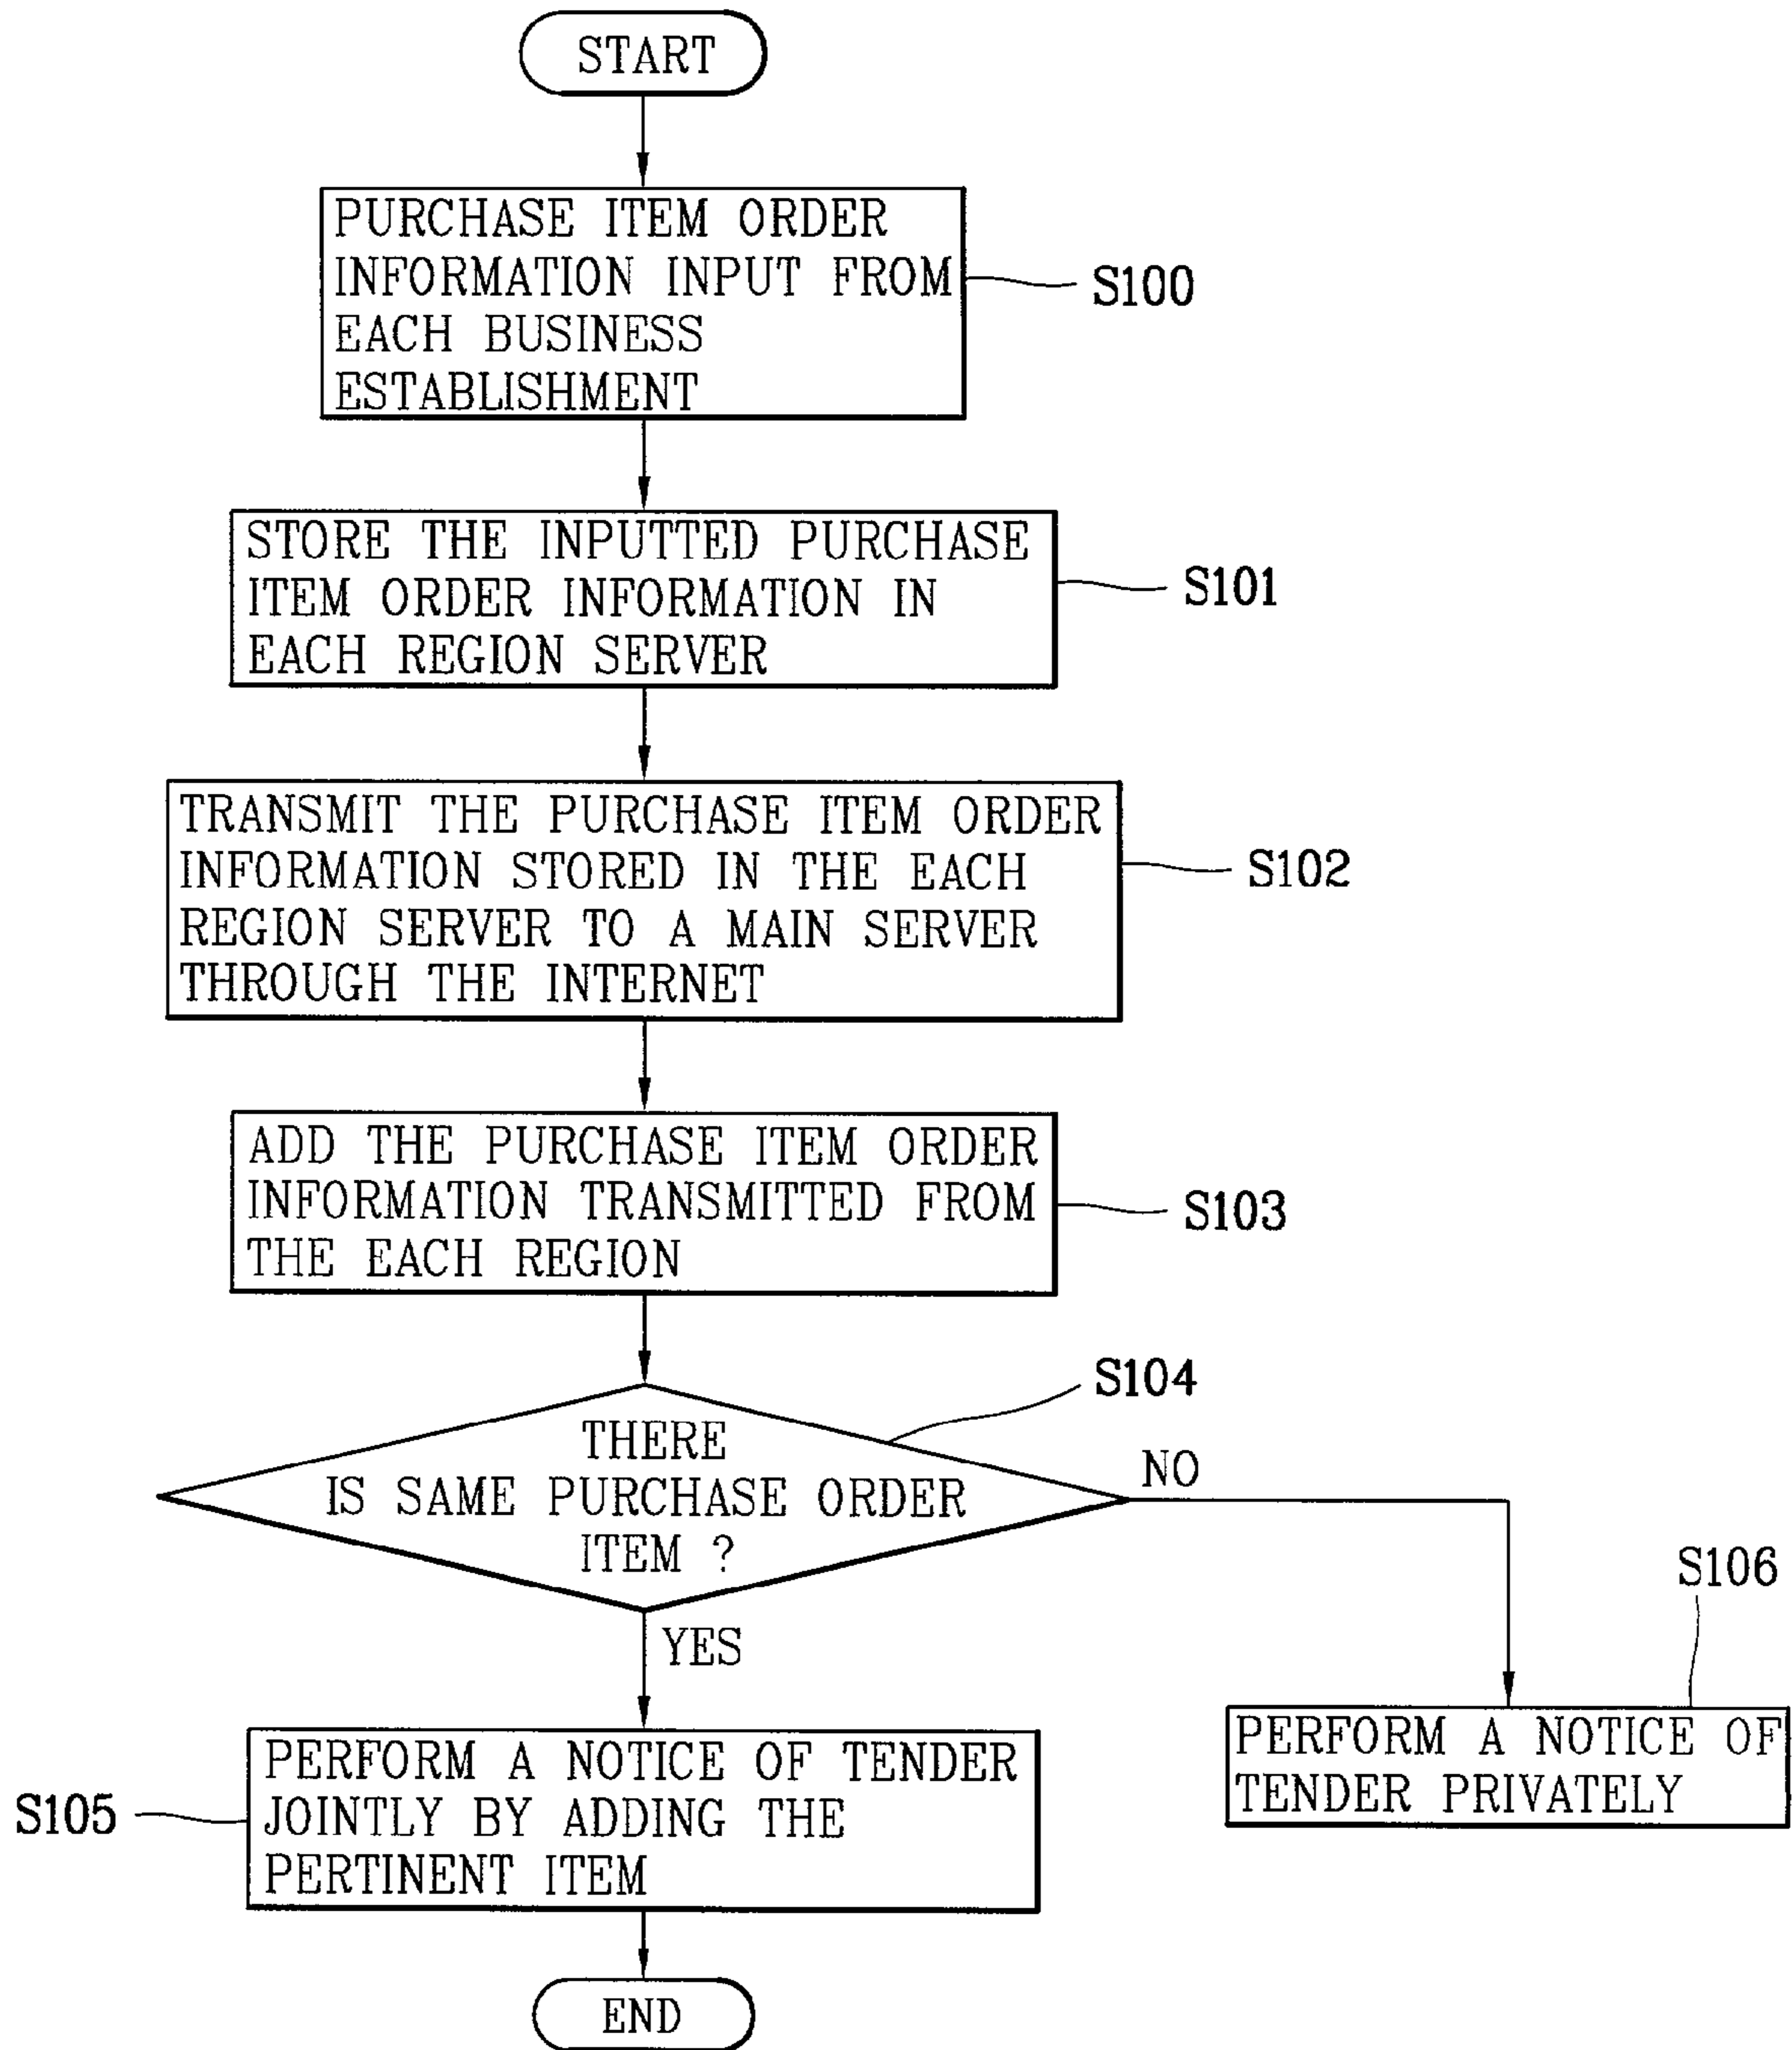 START
PURCHASE ITEM ORDER
INFORMATION INPUT FROM
EACH BUSINESS
ESTABLISHMENT
S100
STORE THE INPUTTED PURCHASE
ITEM ORDER INFORMATION IN
EACH REGION SERVER
S101
TRANSMIT THE PURCHASE ITEM ORDER
INFORMATION STORED IN THE EACH
REGION SERVER TO A MAIN SERVER
THROUGH THE INTERNET
S102
ADD THE PURCHASE ITEM ORDER
INFORMATION TRANSMITTED FROM
THE EACH REGION
S103
S104
THERE
IS SAME PURCHASE ORDER
ITEM ?
NO
YES
S106
PERFORM A NOTICE OF
TENDER PRIVATELY
S105
PERFORM A NOTICE OF TENDER
JOINTLY BY ADDING THE
PERTINENT ITEM
END